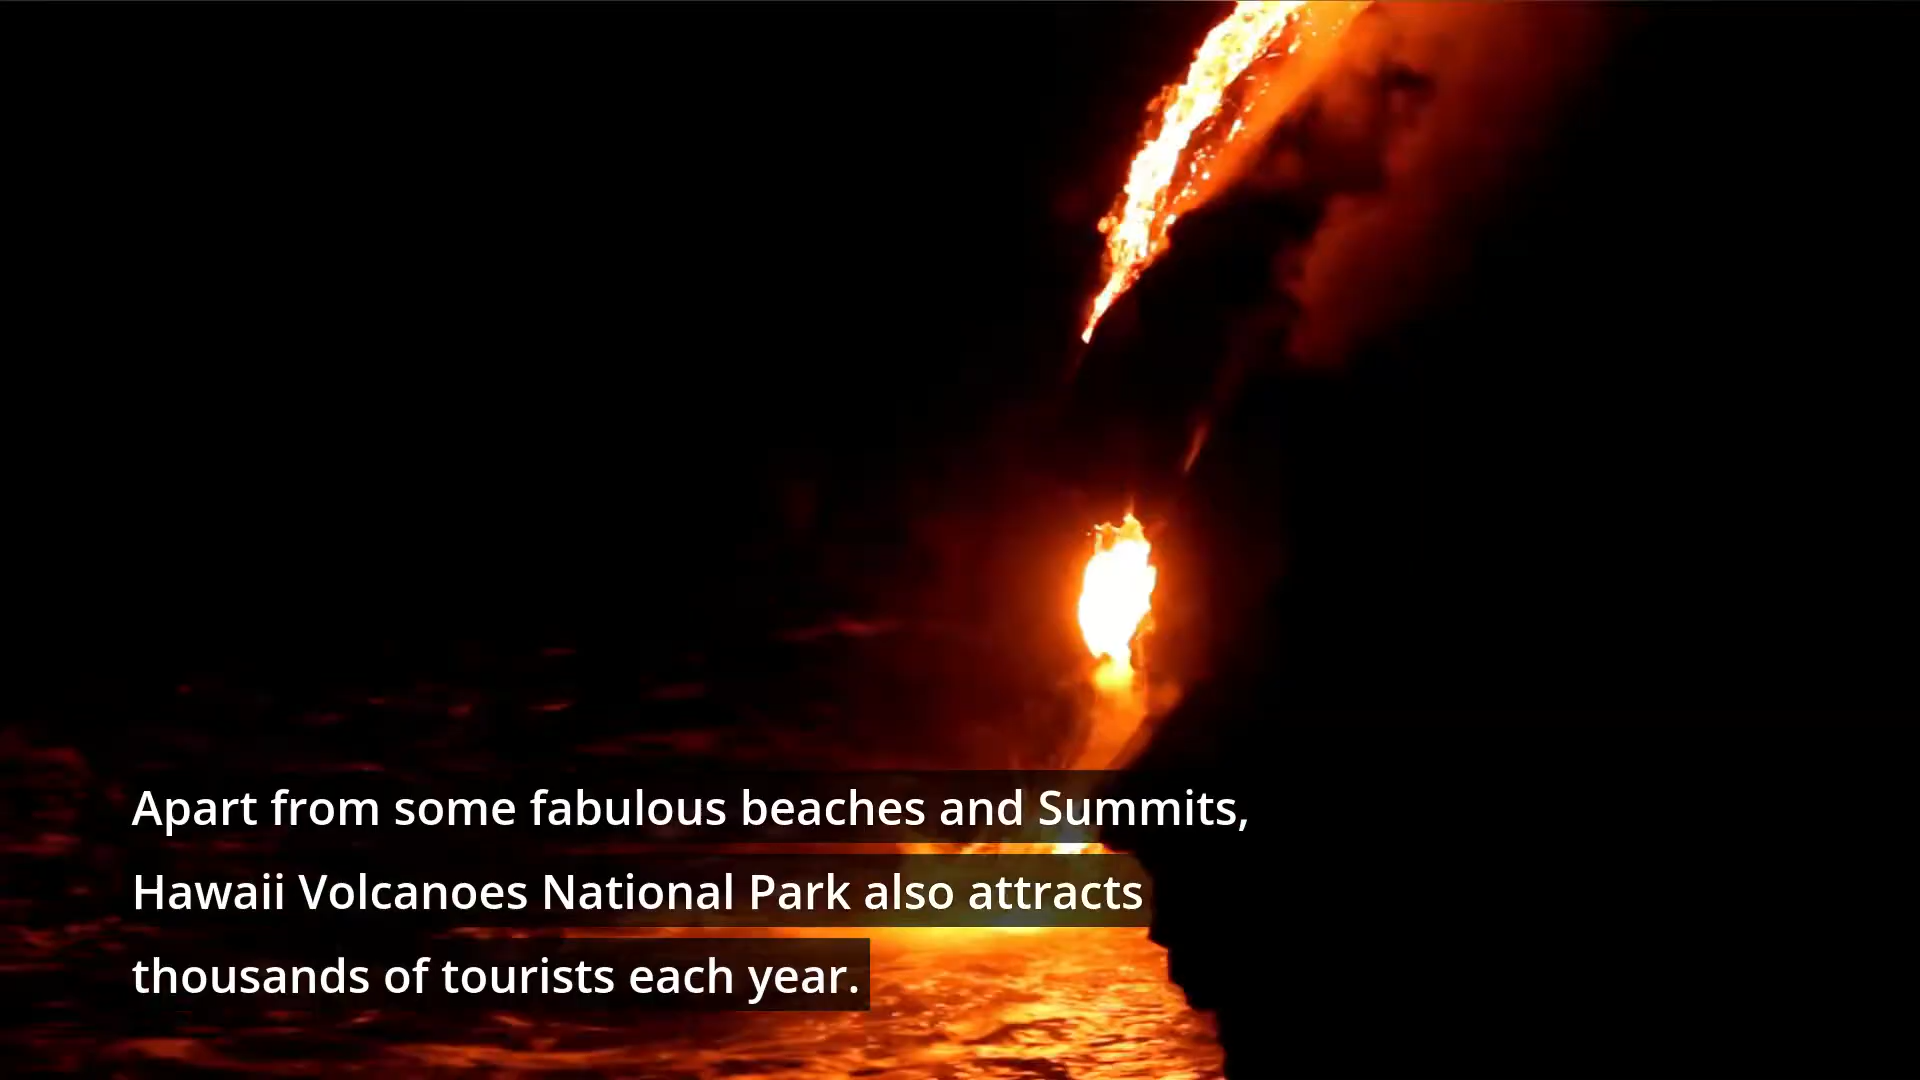 Apart from some fabulous beaches and Summits,
Hawaii Volcanoes National Park also attracts
thousands of tourists each year.